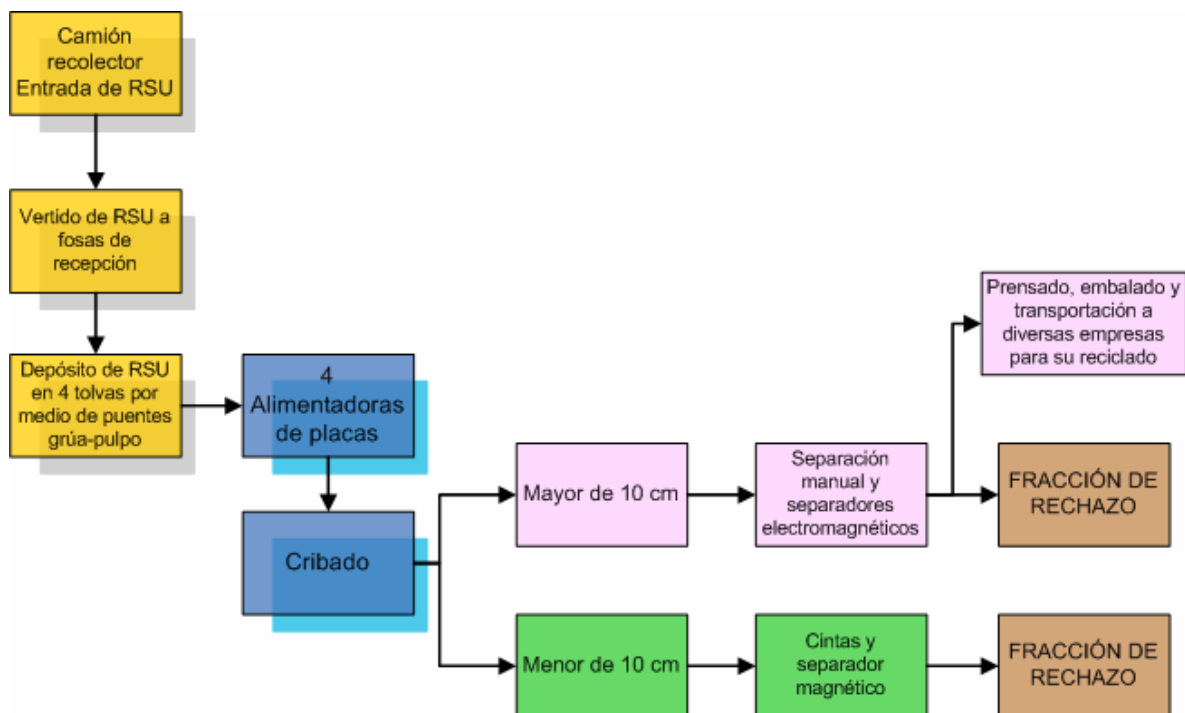 Camión
recolector
Entrada de RSU
Vertido de RSU a
fosas de
recepción
Depósito de RSU
en 4 tolvas por
medio de puentes
grúa-pulpo
4
Alimentadoras
de placas
Cribado
Mayor de 10 cm
Separación
manual y
separadores
electromagnéticos
Prensado, embalado y
transportación a
diversas empresas
para su reciclado
FRACCIÓN DE
RECHAZO
Menor de 10 cm
Cintas y
separador
magnético
FRACCIÓN DE
RECHAZO